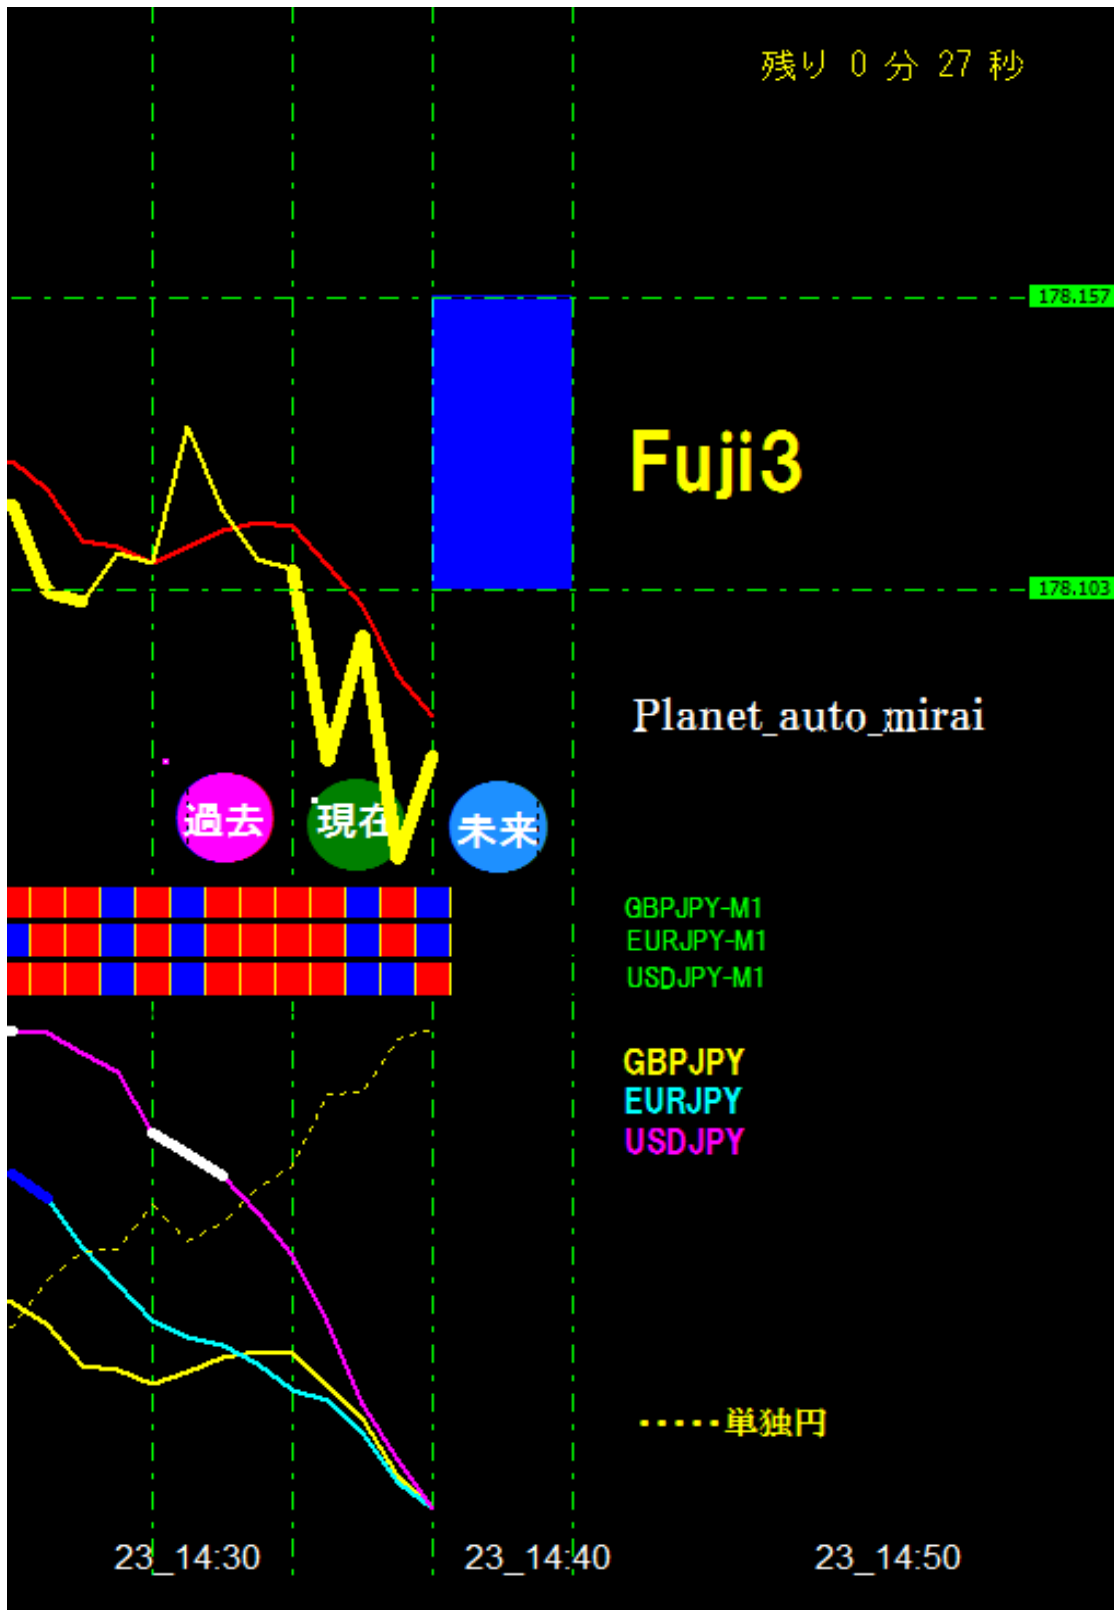 残り 0 分 27 秒
178.157
Fuji3
178.103
Planet_auto_mirai
過去
現在
未来
GBPJPY-M1
EURJPY-M1
USDJPY-M1
GBPJPY
EURJPY
USDJPY
・・・・・単独円
23_14:30
23_14:40
23_14:50